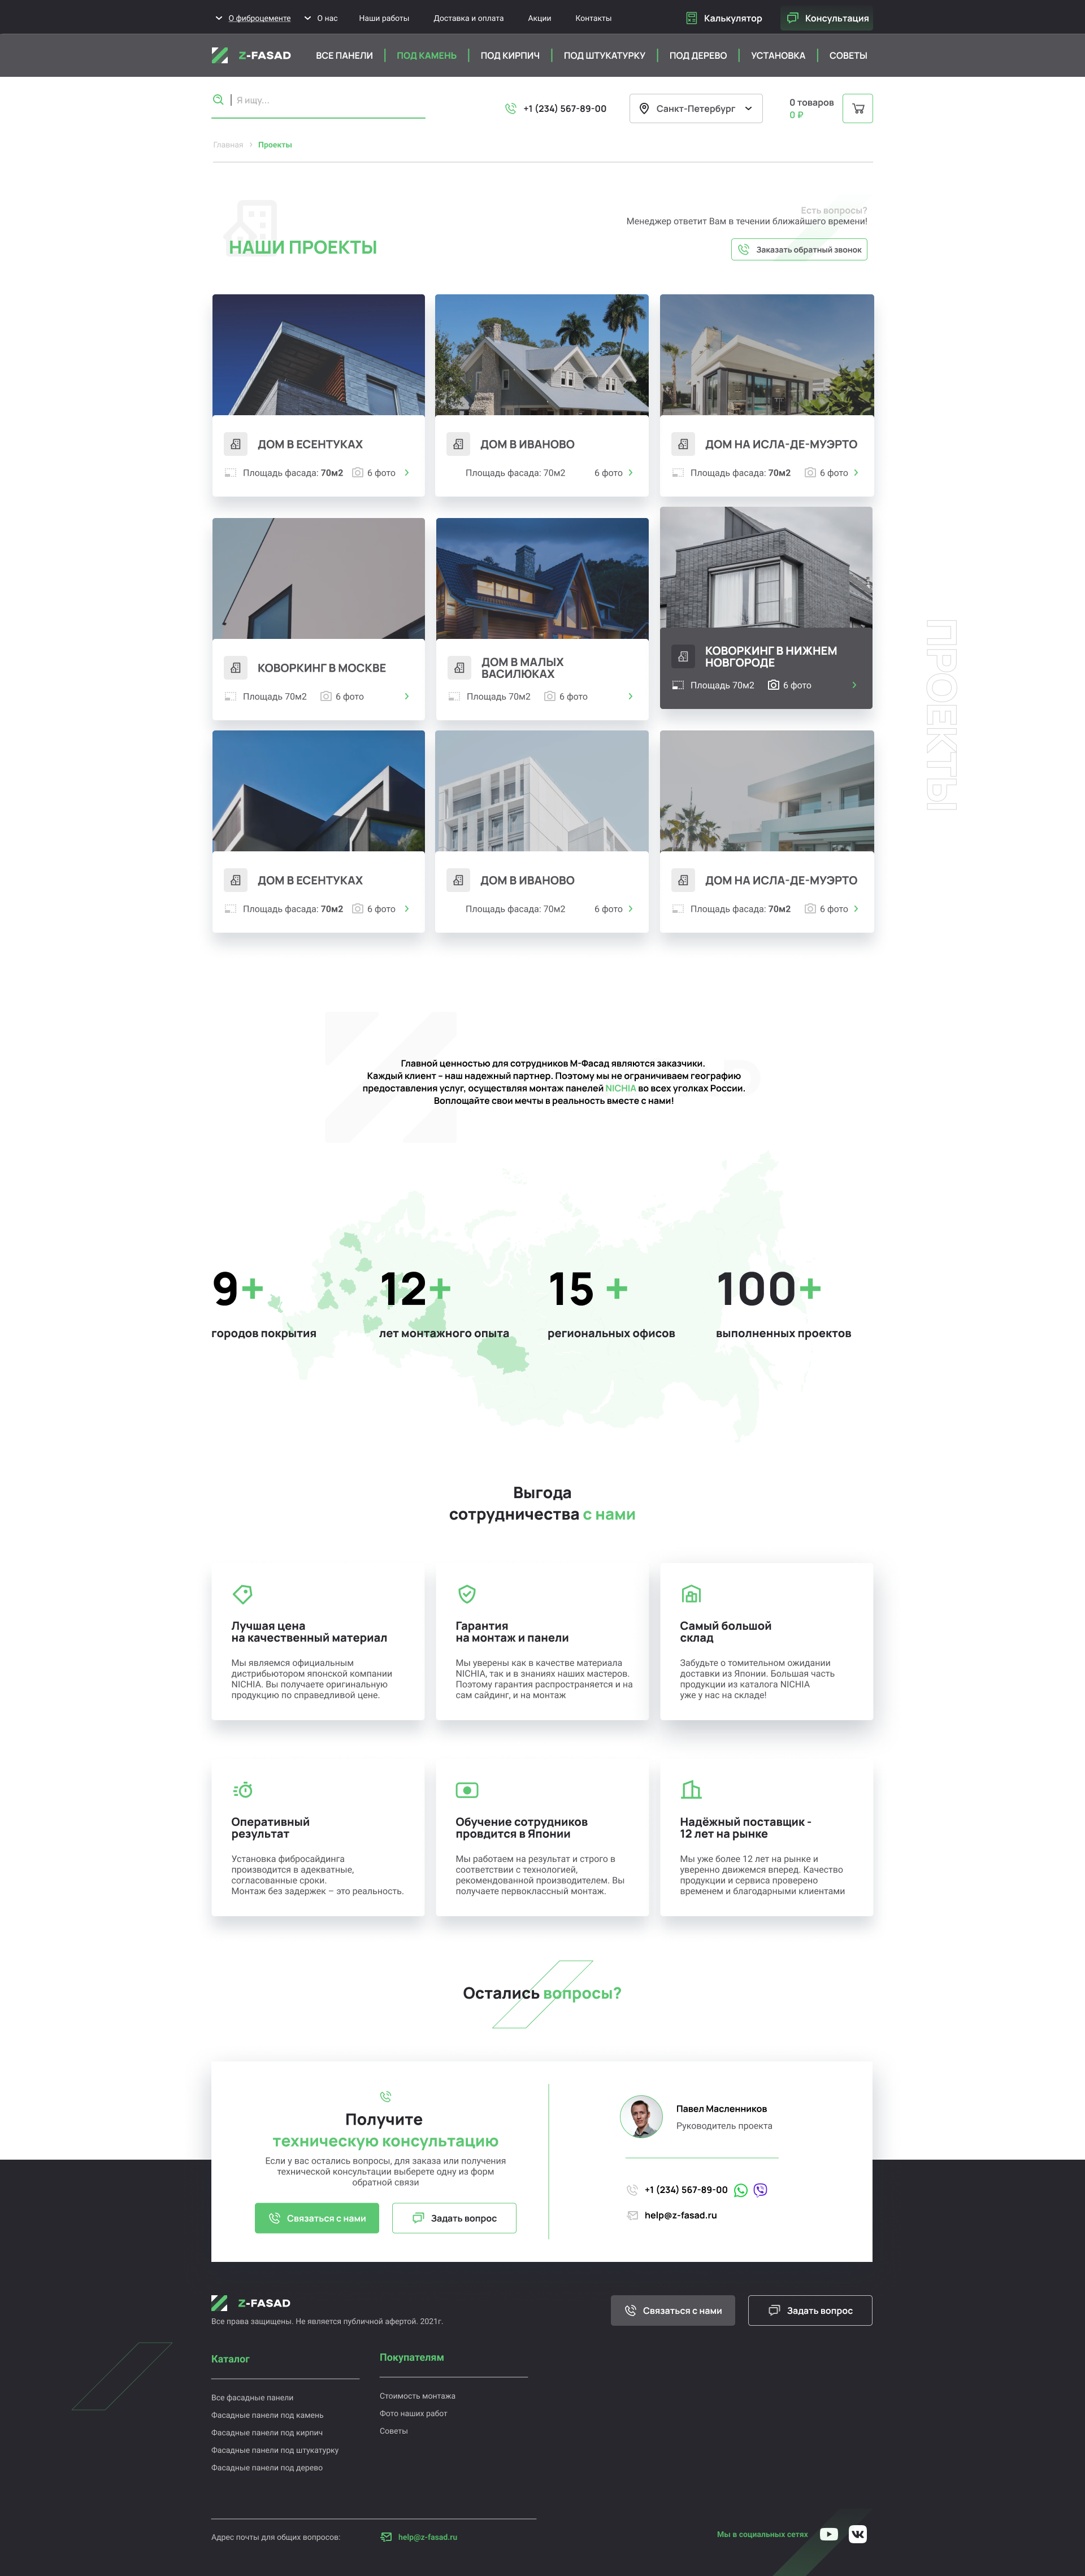 О фиброцементе
О нас
Наши работы
Доставка и оплата
Акции
Контакты
Калькулятор
Консультация
Z-FASAD
ВСЕ ПАНЕЛИ
ПОД КАМЕНЬ
ПОД КИРПИЧ
ПОД ШТУКАТУРКУ
ПОД ДЕРЕВО
УСТАНОВКА
СОВЕТЫ
Я ищу...
+1 (234) 567-89-00
Санкт-Петербург
0 товаров
0 ₽
Главная
Проекты
НАШИ ПРОЕКТЫ
Есть вопросы?
Менеджер ответит Вам в течении ближайшего времени!
Заказать обратный звонок
ДОМ В ЕСЕНТУКАХ
Площадь фасада: 70м2
6 фото
ДОМ В ИВАНОВО
Площадь фасада: 70м2
6 фото
ДОМ НА ИСЛА-ДЕ-МУЭРТО
Площадь фасада: 70м2
6 фото
КОВОРКИНГ В МОСКВЕ
Площадь 70м2
6 фото
ДОМ В МАЛЫХ
ВАСИЛЮКАХ
Площадь 70м2
6 фото
КОВОРКИНГ В НИЖНЕМ
НОВГОРОДЕ
Площадь 70м2
6 фото
ПРОЕКТЫ
ДОМ В ЕСЕНТУКАХ
Площадь фасада: 70м2
6 фото
ДОМ В ИВАНОВО
Площадь фасада: 70м2
6 фото
ДОМ НА ИСЛА-ДЕ-МУЭРТО
Площадь фасада: 70м2
6 фото
Главной ценностью для сотрудников М-Фасад являются заказчики.
Каждый клиент – наш надежный партнер. Поэтому мы не ограничиваем географию
предоставления услуг, осуществляя монтаж панелей NICHIA во всех уголках России.
Воплощайте свои мечты в реальность вместе с нами!
9+
городов покрытия
12+
лет монтажного опыта
15 +
региональных офисов
100+
выполненных проектов
Выгода
сотрудничества с нами
Лучшая цена
на качественный материал
Мы являемся официальным
дистрибьютором японской компании
NICHIA. Вы получаете оригинальную
продукцию по справедливой цене.
Гарантия
на монтаж и панели
Мы уверены как в качестве материала
NICHIA, так и в знаниях наших мастеров.
Поэтому гарантия распространяется и на
сам сайдинг, и на монтаж
Самый большой
склад
Забудьте о томительном ожидании
доставки из Японии. Большая часть
продукции из каталога NICHIA
уже у нас на складе!
Оперативный
результат
Установка фибросайдинга
производится в адекватные,
согласованные сроки.
Монтаж без задержек – это реальность.
Обучение сотрудников
провдится в Японии
Мы работаем на результат и строго в
соответствии с технологией,
рекомендованной производителем. Вы
получаете первоклассный монтаж.
Надёжный поставщик -
12 лет на рынке
Мы уже более 12 лет на рынке и
уверенно движемся вперед. Качество
продукции и сервиса проверено
временем и благодарными клиентами
Остались вопросы?
Получите
техническую консультацию
Если у вас остались вопросы, для заказа или получения
технической консультации выберете одну из форм
обратной связи
Связаться с нами
Задать вопрос
Павел Масленников
Руководитель проекта
+1 (234) 567-89-00
help@z-fasad.ru
Z-FASAD
Все права защищены. Не является публичной афертой. 2021г.
Связаться с нами
Задать вопрос
Каталог
Все фасадные панели
Фасадные панели под камень
Фасадные панели под кирпич
Фасадные панели под штукатурку
Фасадные панели под дерево
Покупателям
Стоимость монтажа
Фото наших работ
Советы
Адрес почты для общих вопросов:
help@z-fasad.ru
Мы в социальных сетях